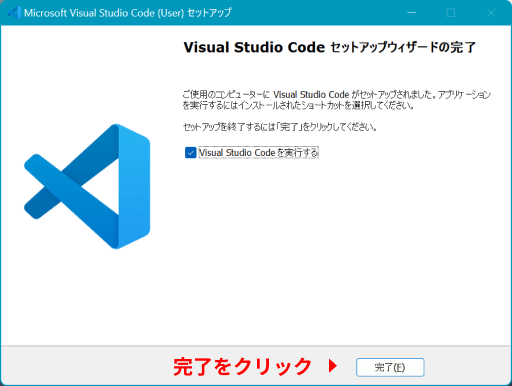 Microsoft Visual Studio Code (User) セットアップ
Visual Studio Code セットアップウィザードの完了
ご使用のコンピューターに Visual Studio Code がセットアップされました。アプリケーション
を実行するにはインストールされたショートカットを選択してください。
セットアップを終了するには「完了」をクリックしてください。
Visual Studio Code を実行する
完了をクリック
完了(F)